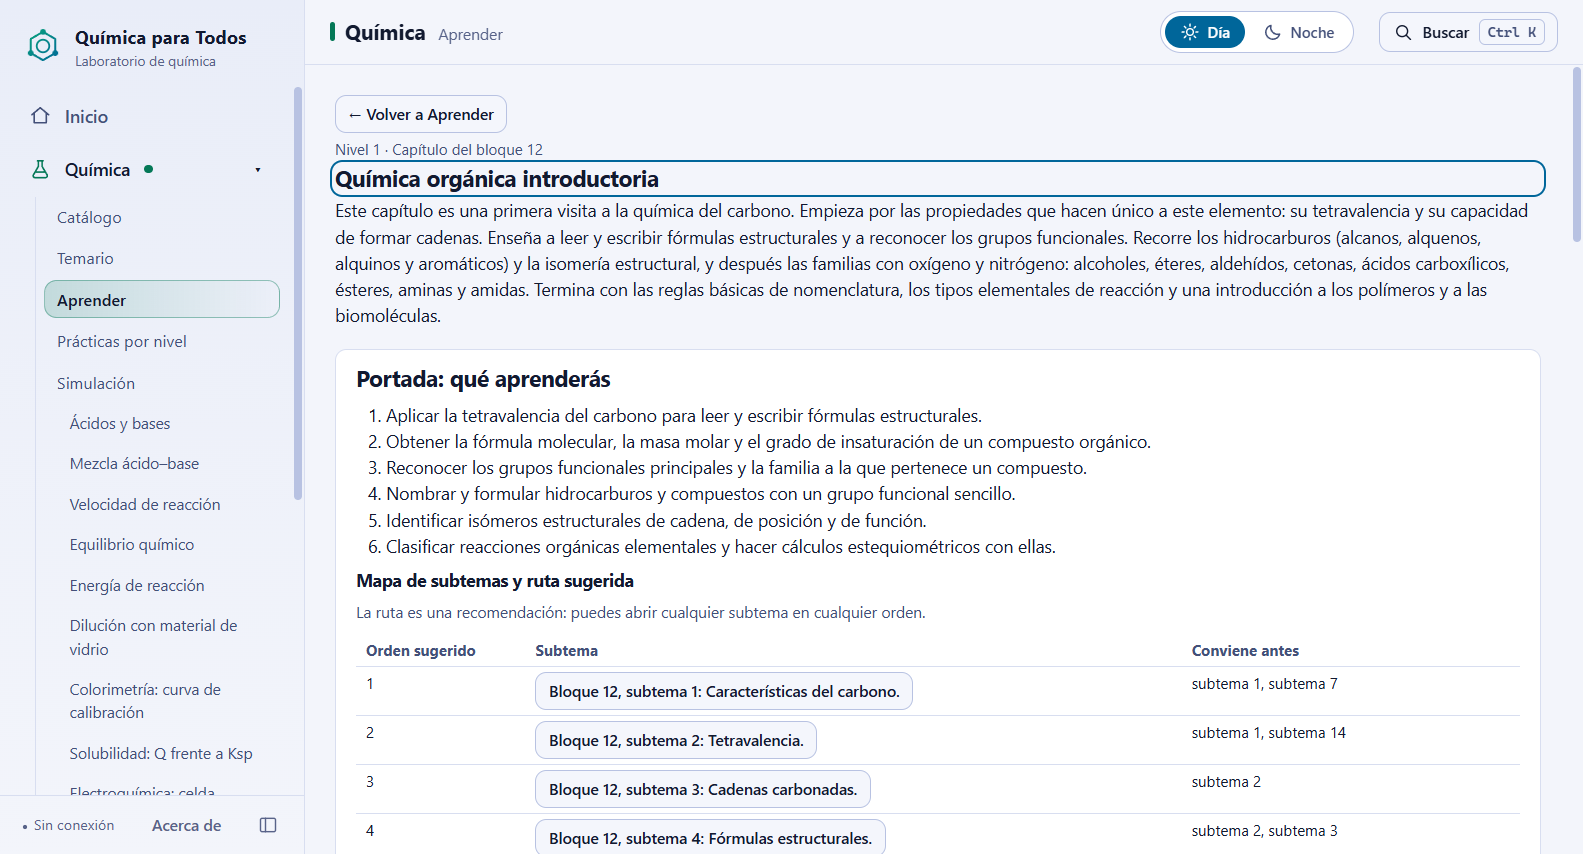 Química para Todos
Laboratorio de química
Inicio
Química
Catálogo
Temario
Aprender
Prácticas por nivel
Simulación
Ácidos y bases
Mezcla ácido–base
Velocidad de reacción
Equilibrio químico
Energía de reacción
Dilución con material de
vidrio
Colorimetría: curva de
calibración
Solubilidad: Q frente a Ksp
Electroquímica: celda
Sin conexión
Acerca de
Química Aprender
Día
Noche
Buscar Ctrl K
← Volver a Aprender
Nivel 1 · Capítulo del bloque 12
Química orgánica introductoria
Este capítulo es una primera visita a la química del carbono. Empieza por las propiedades que hacen único a este elemento: su tetravalencia y su capacidad
de formar cadenas. Enseña a leer y escribir fórmulas estructurales y a reconocer los grupos funcionales. Recorre los hidrocarburos (alcanos, alquenos,
alquinos y aromáticos) y la isomería estructural, y después las familias con oxígeno y nitrógeno: alcoholes, éteres, aldehídos, cetonas, ácidos carboxílicos,
ésteres, aminas y amidas. Termina con las reglas básicas de nomenclatura, los tipos elementales de reacción y una introducción a los polímeros y a las
biomoléculas.
Portada: qué aprenderás
1. Aplicar la tetravalencia del carbono para leer y escribir fórmulas estructurales.
2. Obtener la fórmula molecular, la masa molar y el grado de insaturación de un compuesto orgánico.
3. Reconocer los grupos funcionales principales y la familia a la que pertenece un compuesto.
4. Nombrar y formular hidrocarburos y compuestos con un grupo funcional sencillo.
5. Identificar isómeros estructurales de cadena, de posición y de función.
6. Clasificar reacciones orgánicas elementales y hacer cálculos estequiométricos con ellas.
Mapa de subtemas y ruta sugerida
La ruta es una recomendación: puedes abrir cualquier subtema en cualquier orden.
Orden sugerido Subtema Conviene antes
1 Bloque 12, subtema 1: Características del carbono. subtema 1, subtema 7
2 Bloque 12, subtema 2: Tetravalencia. subtema 1, subtema 14
3 Bloque 12, subtema 3: Cadenas carbonadas. subtema 2
4 Bloque 12, subtema 4: Fórmulas estructurales. subtema 2, subtema 3